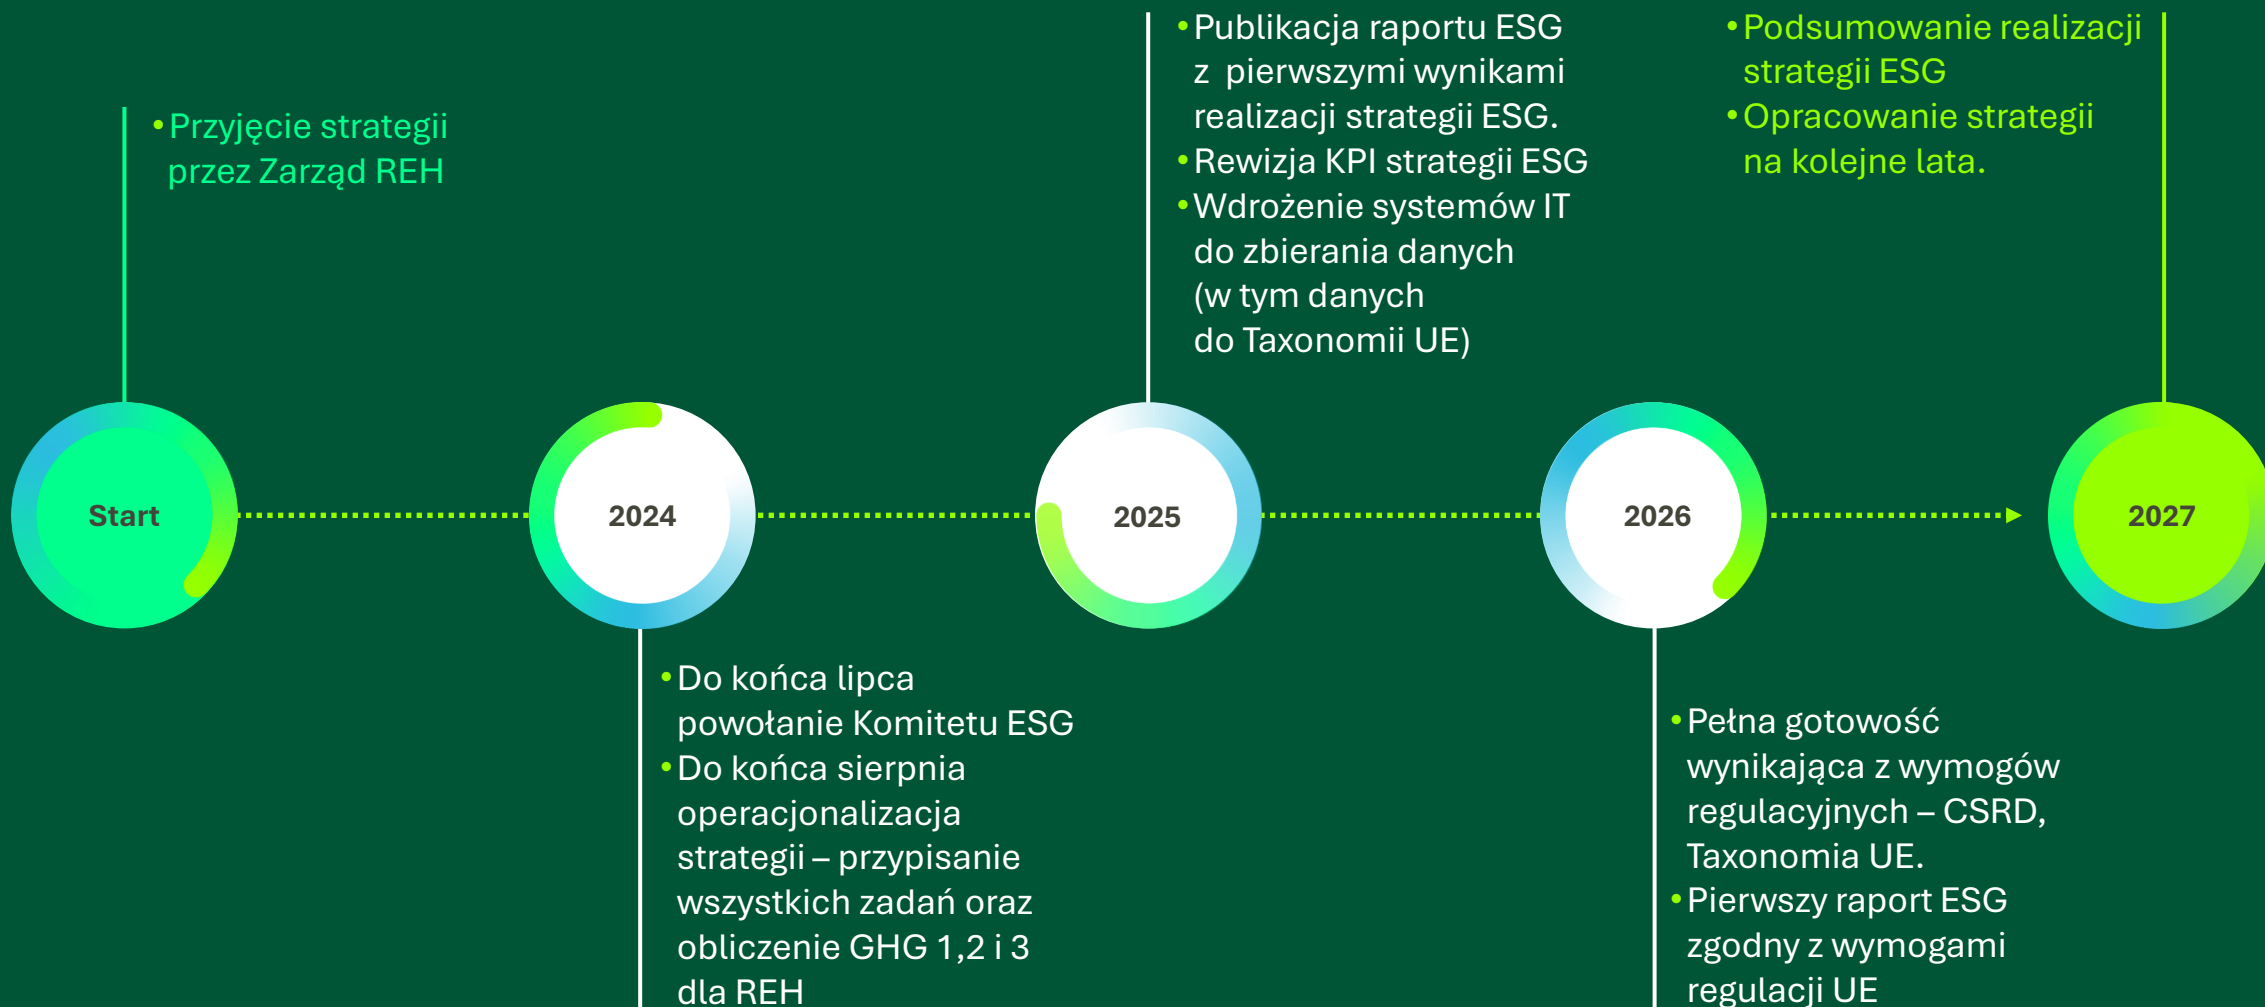 • Przyjęcie strategii
przez Zarząd REH
• Publikacja raportu ESG
z pierwszymi wynikami
realizacji strategii ESG.
• Rewizja KPI strategii ESG
• Wdrożenie systemów IT
do zbierania danych
(w tym danych
do Taxonomii UE)
• Podsumowanie realizacji
strategii ESG
• Opracowanie strategii
na kolejne lata.
Start
2024
2025
2026
2027
• Do końca lipca
powołanie Komitetu ESG
• Do końca sierpnia
operacjonalizacja
strategii – przypisanie
wszystkich zadań oraz
obliczenie GHG 1,2 i 3
dla REH
• Pełna gotowość
wynikająca z wymogów
regulacyjnych – CSRD,
Taxonomia UE.
• Pierwszy raport ESG
zgodny z wymogami
regulacji UE